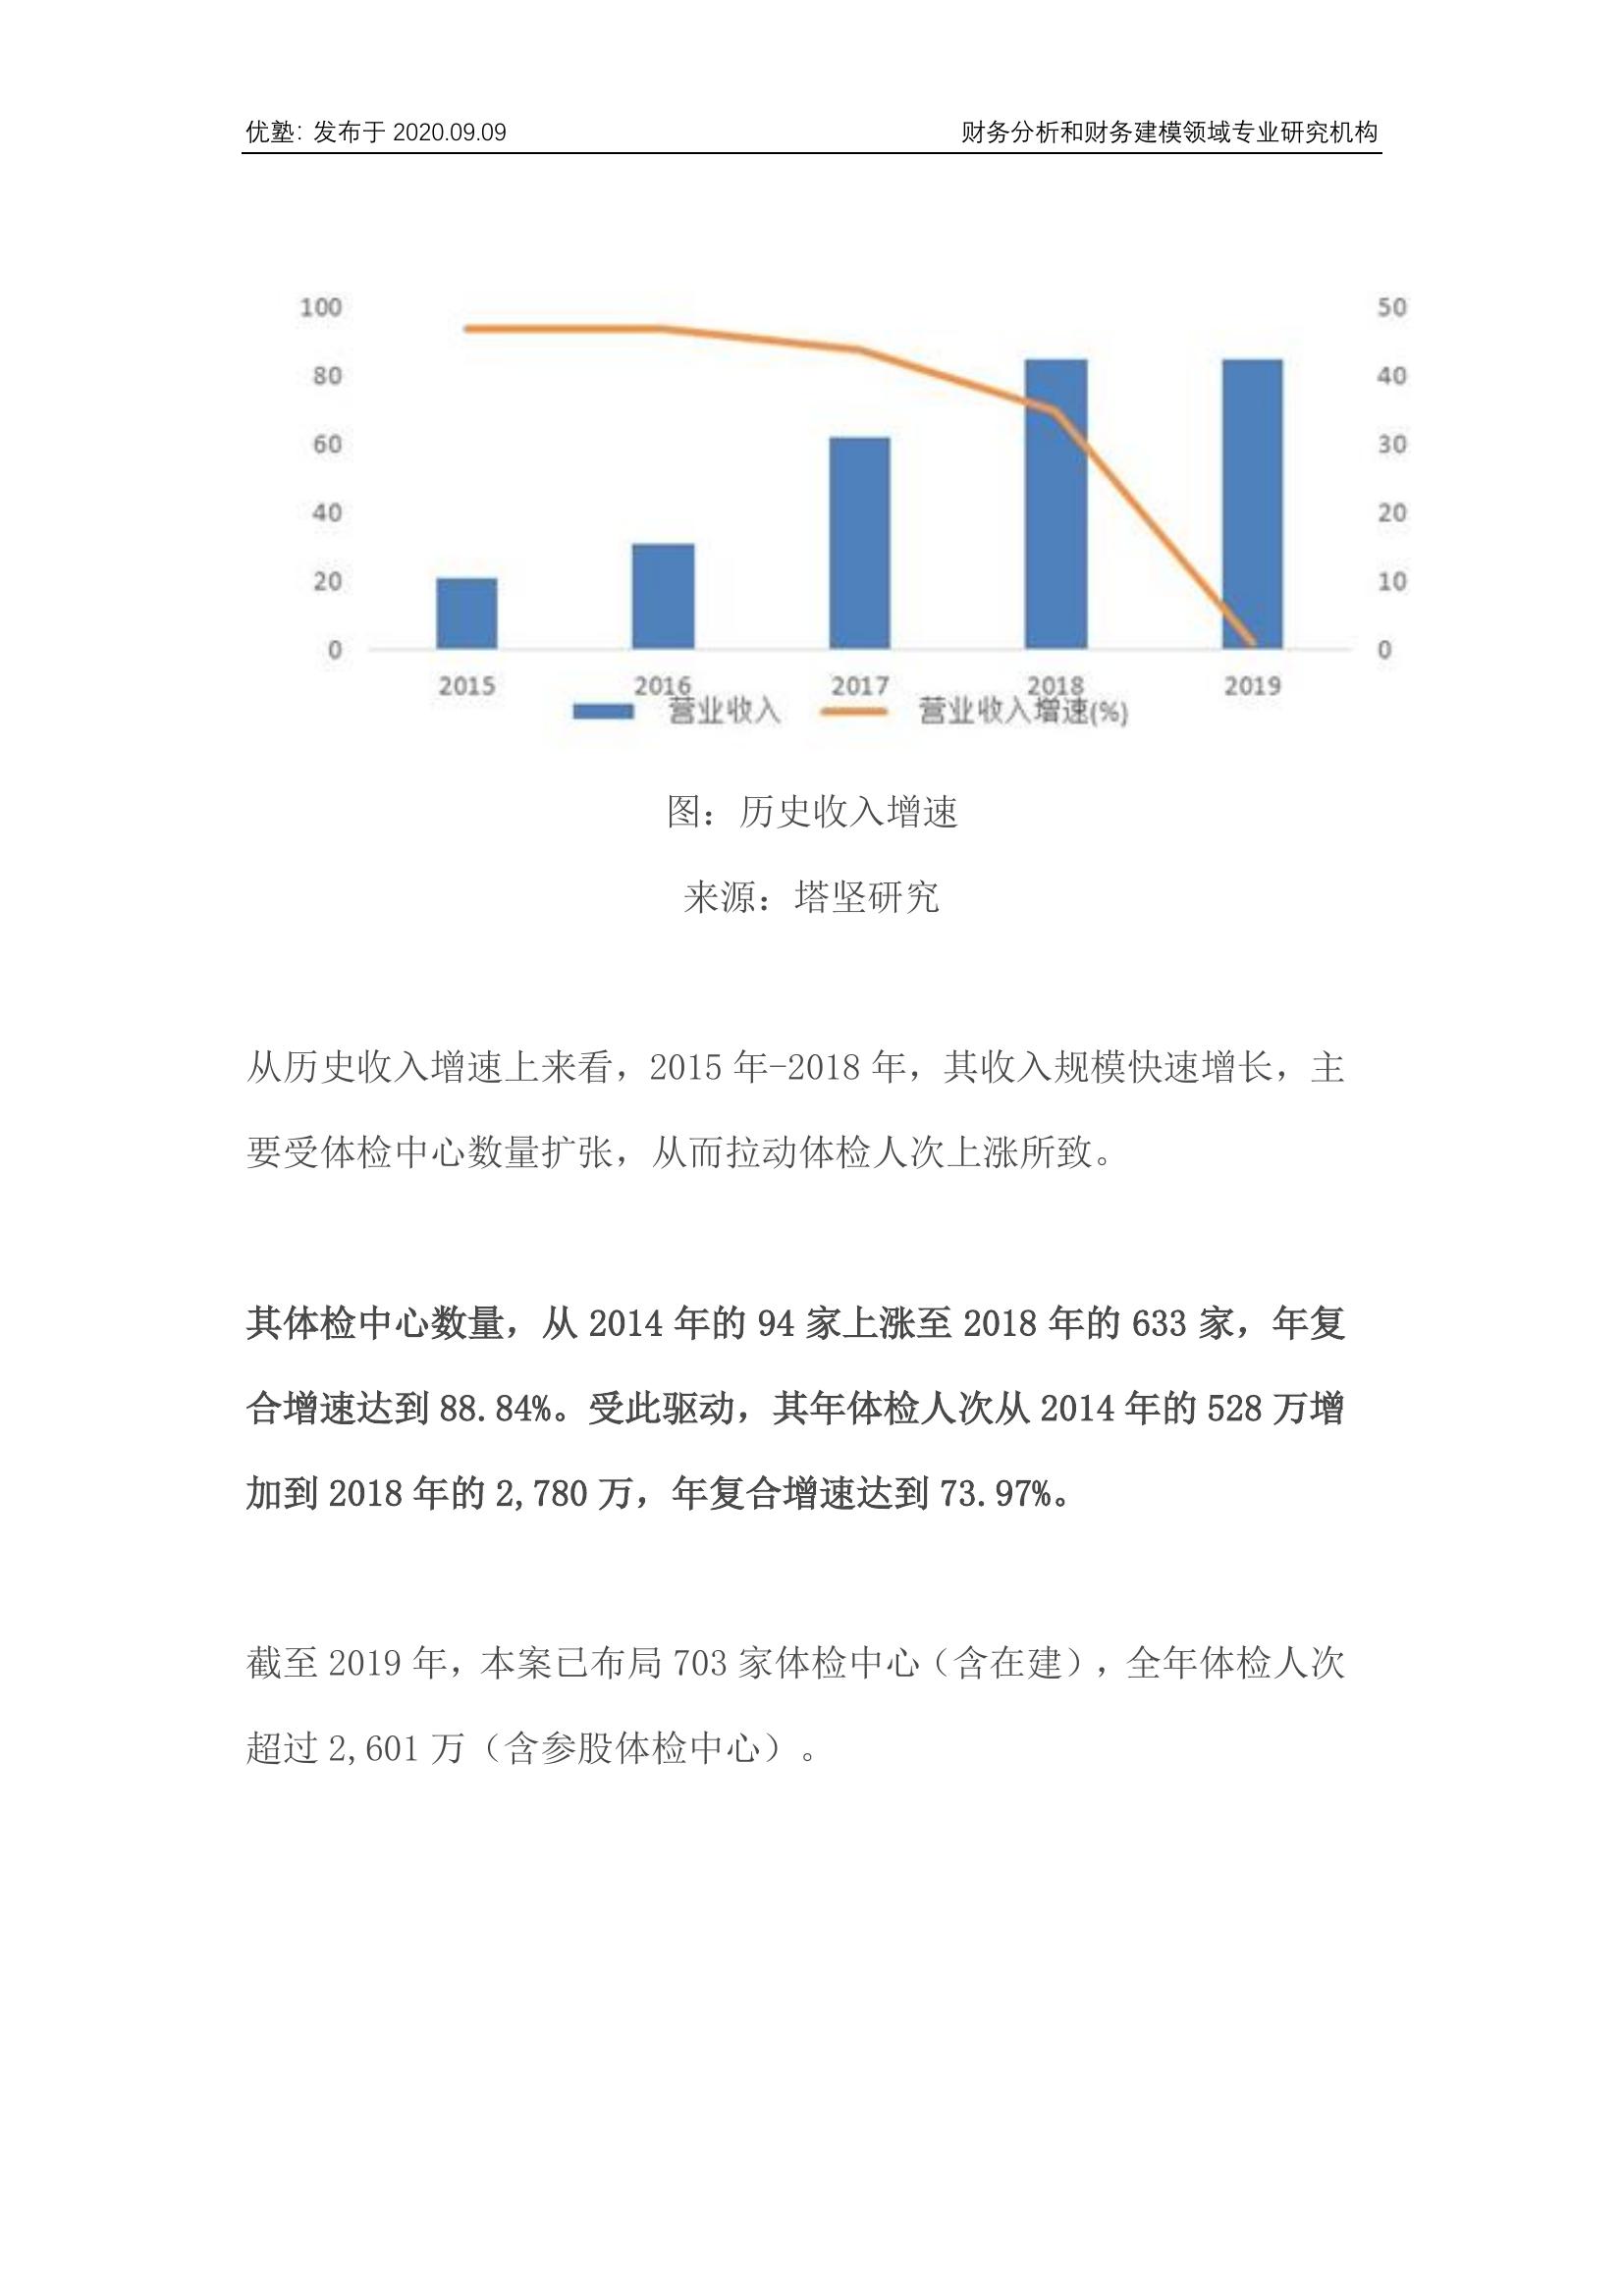 优塾：发布于 2020.09.09
财务分析和财务建模领域专业研究机构
100
80
60
40
20
0
50
40
30
20
10
0
2015 2016 2017 2018 2019
营业收入 营业收入增速(%)
图：历史收入增速
来源：塔坚研究
从历史收入增速上来看，2015 年-2018 年，其收入规模快速增长，主
要受体检中心数量扩张，从而拉动体检人次上涨所致。
其体检中心数量，从 2014 年的 94 家上涨至 2018 年的 633 家，年复
合增速达到 88.84%。受此驱动，其年体检人次从 2014 年的 528 万增
加到 2018 年的 2,780 万，年复合增速达到 73.97%。
截至 2019 年，本案已布局 703 家体检中心（含在建），全年体检人次
超过 2,601 万（含参股体检中心）。